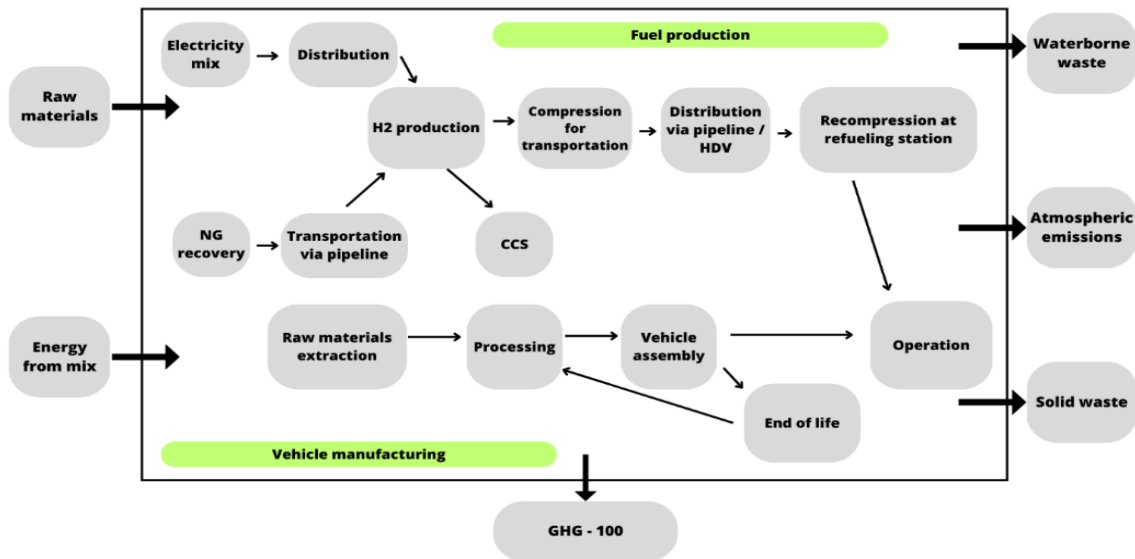 Fuel production
Electricity
mix
Distribution
Waterborne
waste
Raw
materials
H2 production
Compression
for
transportation
Distribution
via pipeline /
HDV
Recompression at
refueling station
NG
recovery
Transportation
via pipeline
CCS
Atmospheric
emissions
Energy
from mix
Raw materials
extraction
Processing
Vehicle
assembly
Operation
End of life
Solid waste
Vehicle manufacturing
GHG - 100